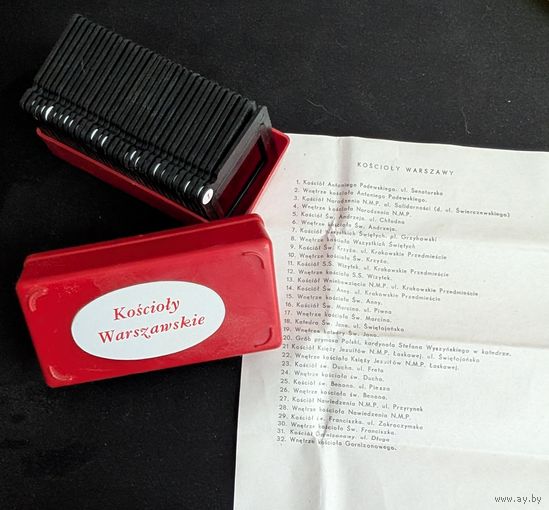 Kościoły
Warszawskie
KOŚCIOŁY WARSZAWY
1. Kościół Antoniego Padewskiego. ul. Senatorska
2. Wnętrze kościoła Antoniego Padewskiego.
3. Kościół Narodzenia N.M.P. ul. Solidarności (d. ul. Świerczewskiego)
4. Wnętrze kościoła Narodzenia N.M.P.
5. Kościół Św. Andrzeja. ul. Chłodna
6. Wnętrze kościoła Św. Andrzeja.
7. Kościół Wszystkich Świętych. pl. Grzybowski
8. Wnętrze kościoła Wszystkich Świętych
9. Kościół Św. Krzyża. ul. Krakowskie Przedmieście
10. Wnętrze kościoła Św. Krzyża.
11. Kościół S.S. Wizytek. ul. Krakowskie Przedmieście
12. Wnętrze kościoła S.S. Wizytek.
13. Kościół Wniebowzięcia N.M.P. ul. Krakowskie Przedmieście
14. Kościół Św. Anny. ul. Krakowskie Przedmieście
15. Wnętrze kościoła Św. Anny.
16. Kościół Św. Marcina. ul. Piwna
17. Wnętrze kościoła Św. Marcina.
18. Katedra Św. Jana. ul. Świętojańska
19. Wnętrze katedry Św. Jana.
20. Grób prymasa Polski, kardynała Stefana Wyszyńskiego w katedrze.
21 Kościół Księży Jezuitów N.M.P. Łaskawej. ul. Świętojańska
22. Wnętrze kościoła Księży Jezuitów N.M.P. Łaskawej.
23. Kościół św. Ducha. ul. Freta
24. Wnętrze kościoła św. Ducha.
25. Kościół św. Benona. ul. Piesza
26. Wnętrze kościoła św. Benona.
27. Kościół Nawiedzenia N.M.P. ul. Przyrynek
28. Wnętrze kościoła Nawiedzenia N.M.P.
29. Kościół św. Franciszka. ul. Zakroczymska
30. Wnętrze kościoła Św. Franciszka.
31. Kościół Garnizonowy. ul. Długa
32. Wnętrze kościoła Garnizonowego.
www.ay.by